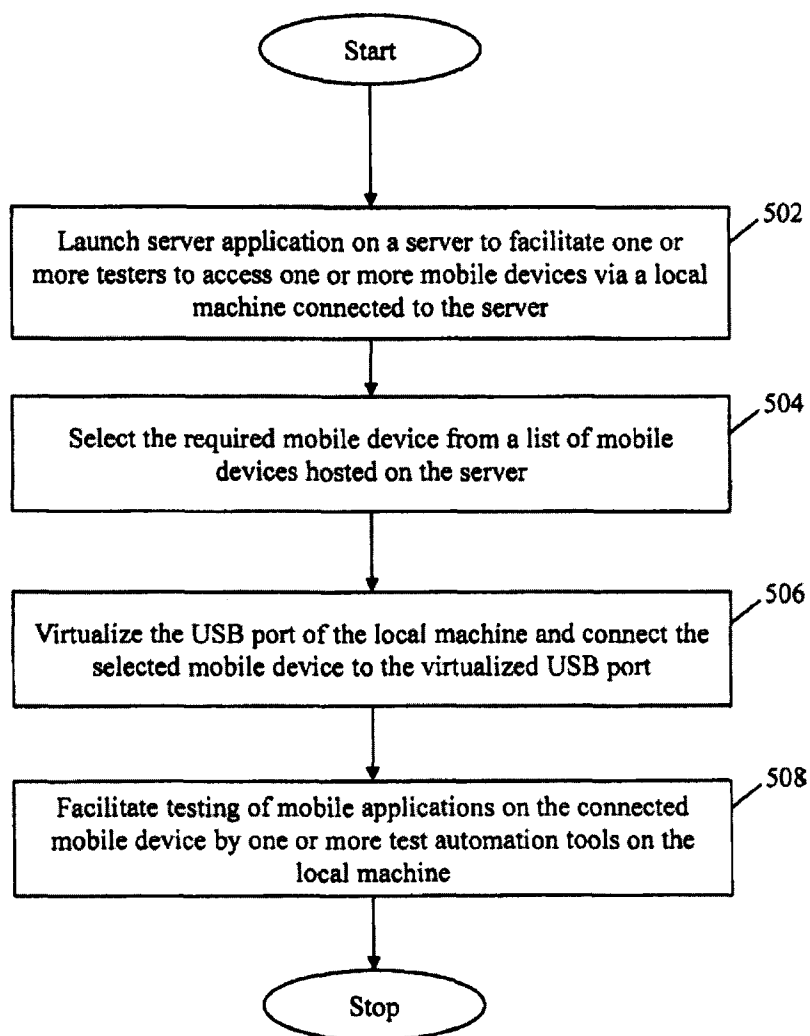 Start
502
Launch server application on a server to facilitate one or
more testers to access one or more mobile devices via a local
machine connected to the server
504
Select the required mobile device from a list of mobile
devices hosted on the server
506
Virtualize the USB port of the local machine and connect the
selected mobile device to the virtualized USB port
508
Facilitate testing of mobile applications on the connected
mobile device by one or more test automation tools on the
local machine
Stop